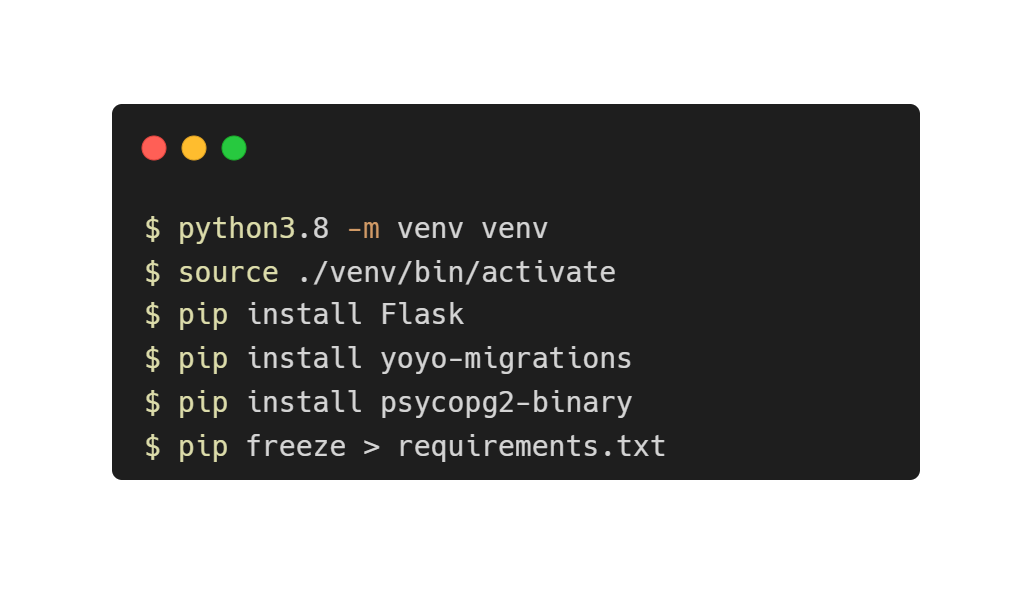 $ python3.8 -m venv venv
$ source ./venv/bin/activate
$ pip install Flask
$ pip install yoyo-migrations
$ pip install psycopg2-binary
$ pip freeze > requirements.txt